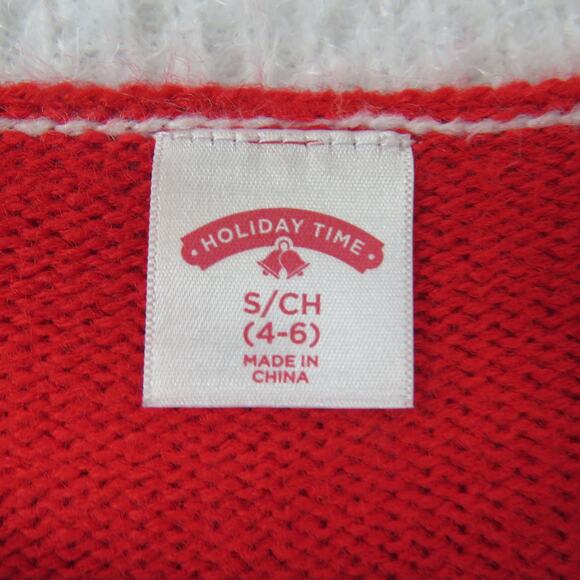 · HOLIDAY TIME ·
S/CH
(4-6)
MADE IN
CHINA